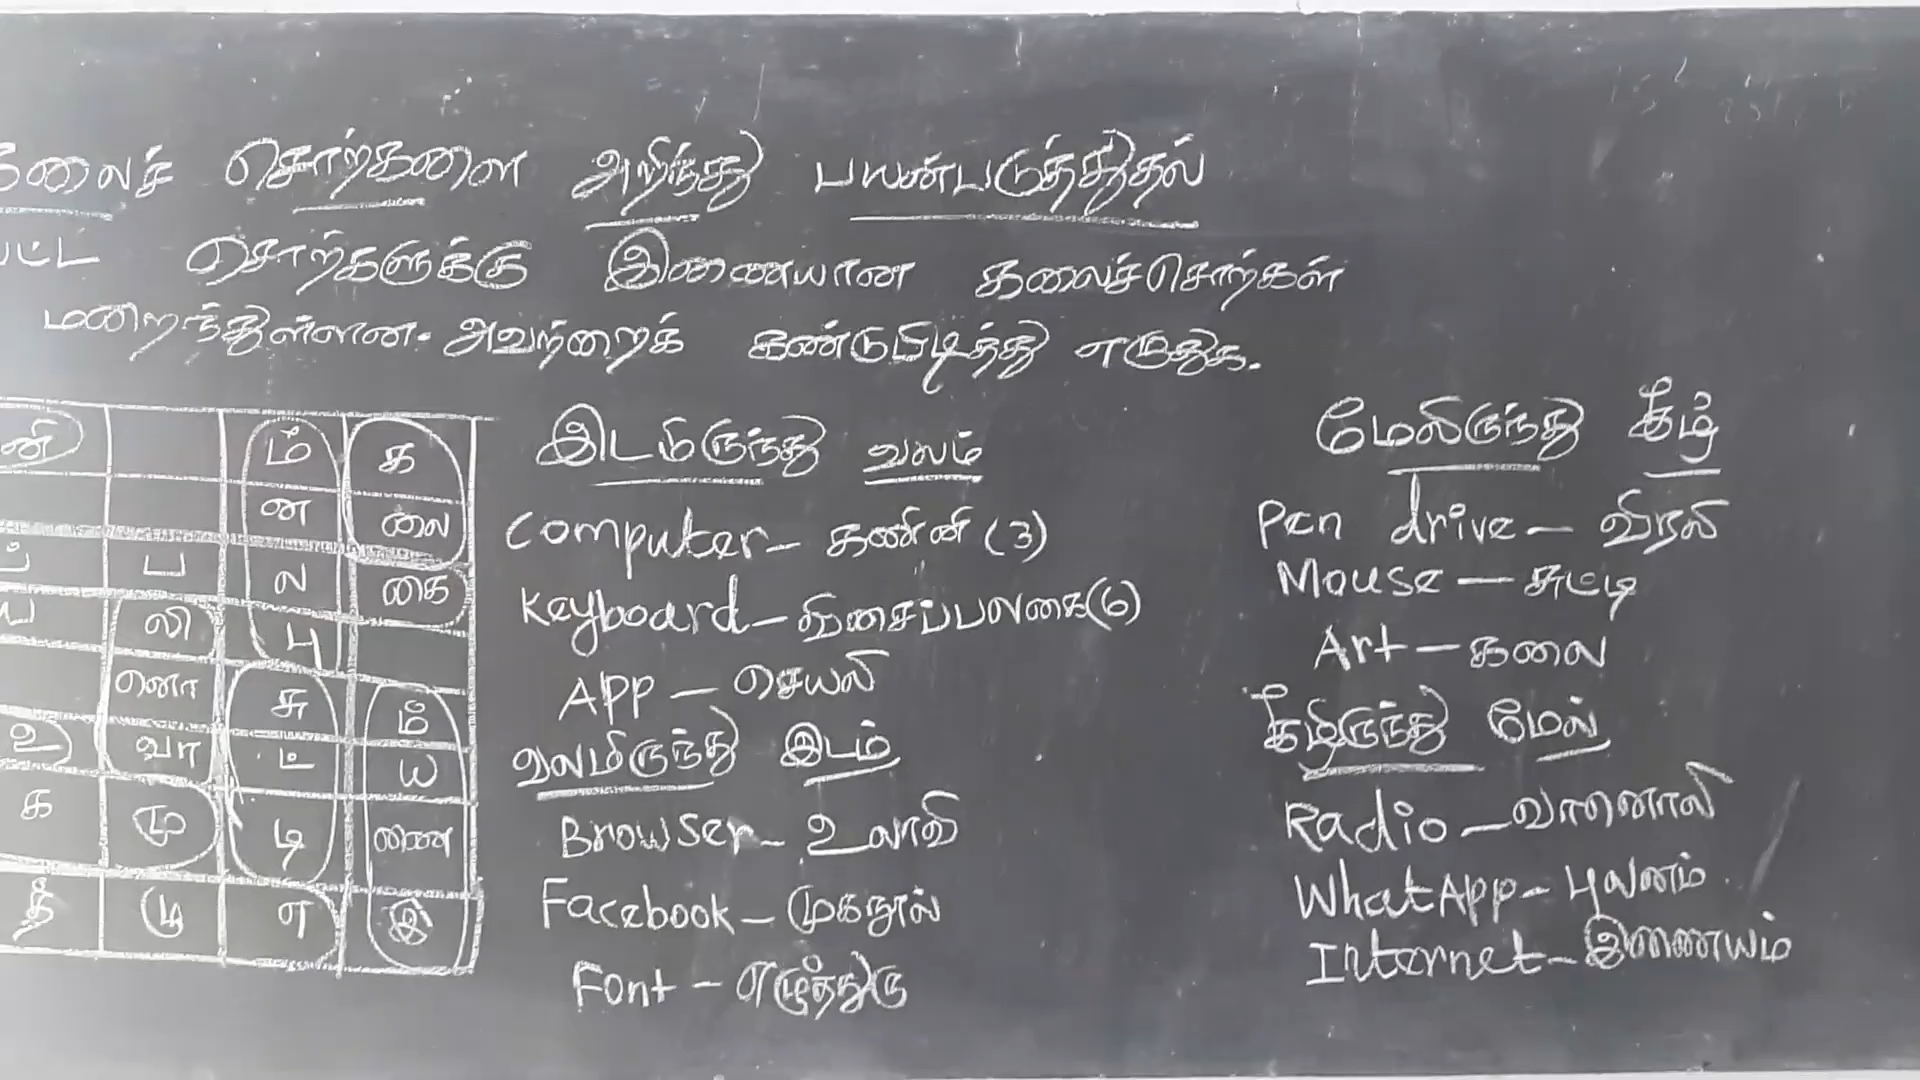 கலைச் சொற்களை அறிந்து பயன்படுத்துதல்
சொற்களுக்கு இணையான கலைச்சொற்கள்
மறைந்துள்ளன. அவற்றைக் கண்டுபிடித்து எழுதுக.
னி ம் க
ன லை
ப் ப ல கை
ய லி பு
னொ சு ம்
உ வா ட் ய
க மு டி ணை
த் ழு எ இ
இடமிருந்து வலம்
Computer - கணினி (3)
Keyboard - விசைப்பலகை (6)
App - செயலி
வலமிருந்து இடம்
Browser - உலாவி
Facebook - முகநூல்
Font - எழுத்துரு
மேலிருந்து கீழ்
Pen drive - விரலி
Mouse - சுட்டி
Art - கலை
கீழிருந்து மேல்
Radio - வானொலி
WhatApp - புலனம்
Internet - இணையம்